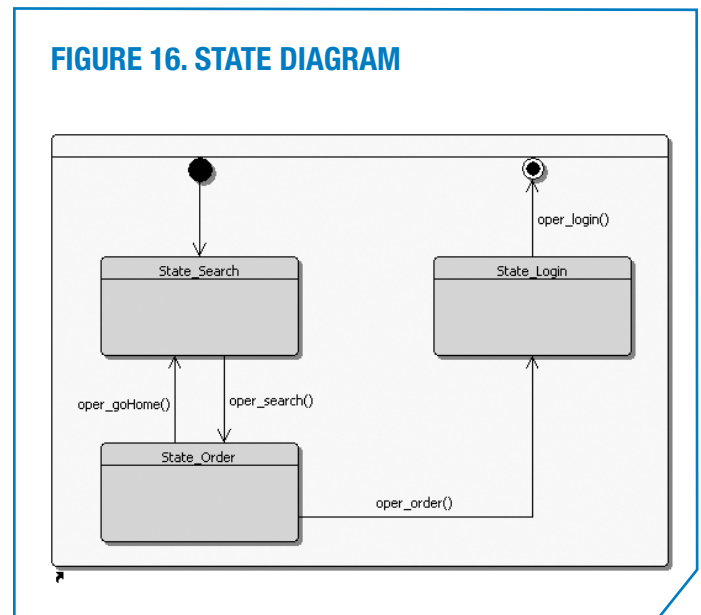 FIGURE 16. STATE DIAGRAM
oper_login()
State_Search
State_Login
oper_goHome()
oper_search()
State_Order
oper_order()